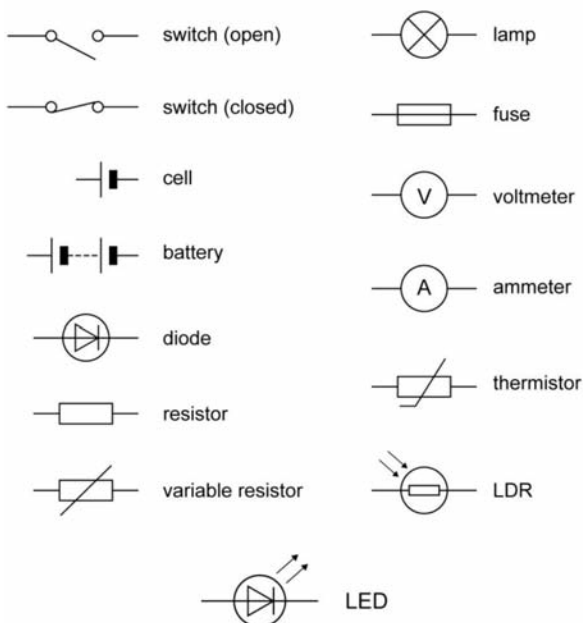 switch (open)
switch (closed)
cell
battery
diode
resistor
variable resistor
lamp
fuse
V
voltmeter
A
ammeter
thermistor
LDR
LED